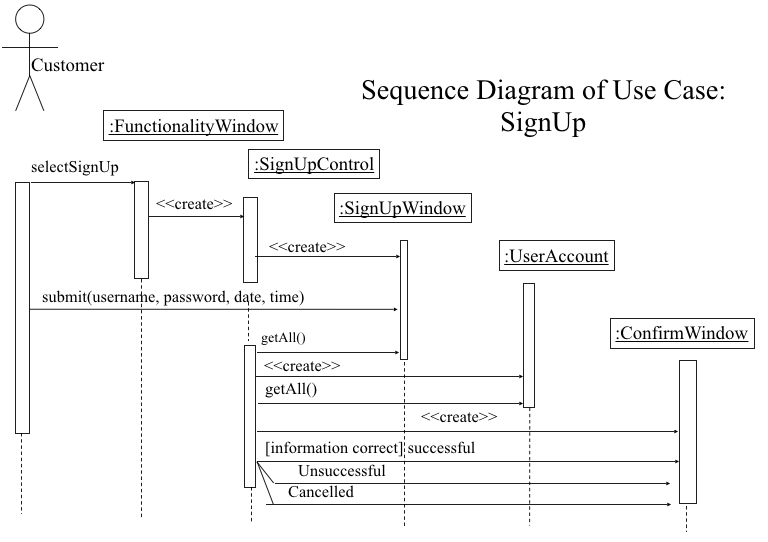 Customer
Sequence Diagram of Use Case:
SignUp
:FunctionalityWindow
:SignUpControl
selectSignUp
<<create>>
:SignUpWindow
<<create>>
:UserAccount
submit(username, password, date, time)
:ConfirmWindow
getAll()
<<create>>
getAll()
<<create>>
[information correct] successful
Unsuccessful
Cancelled